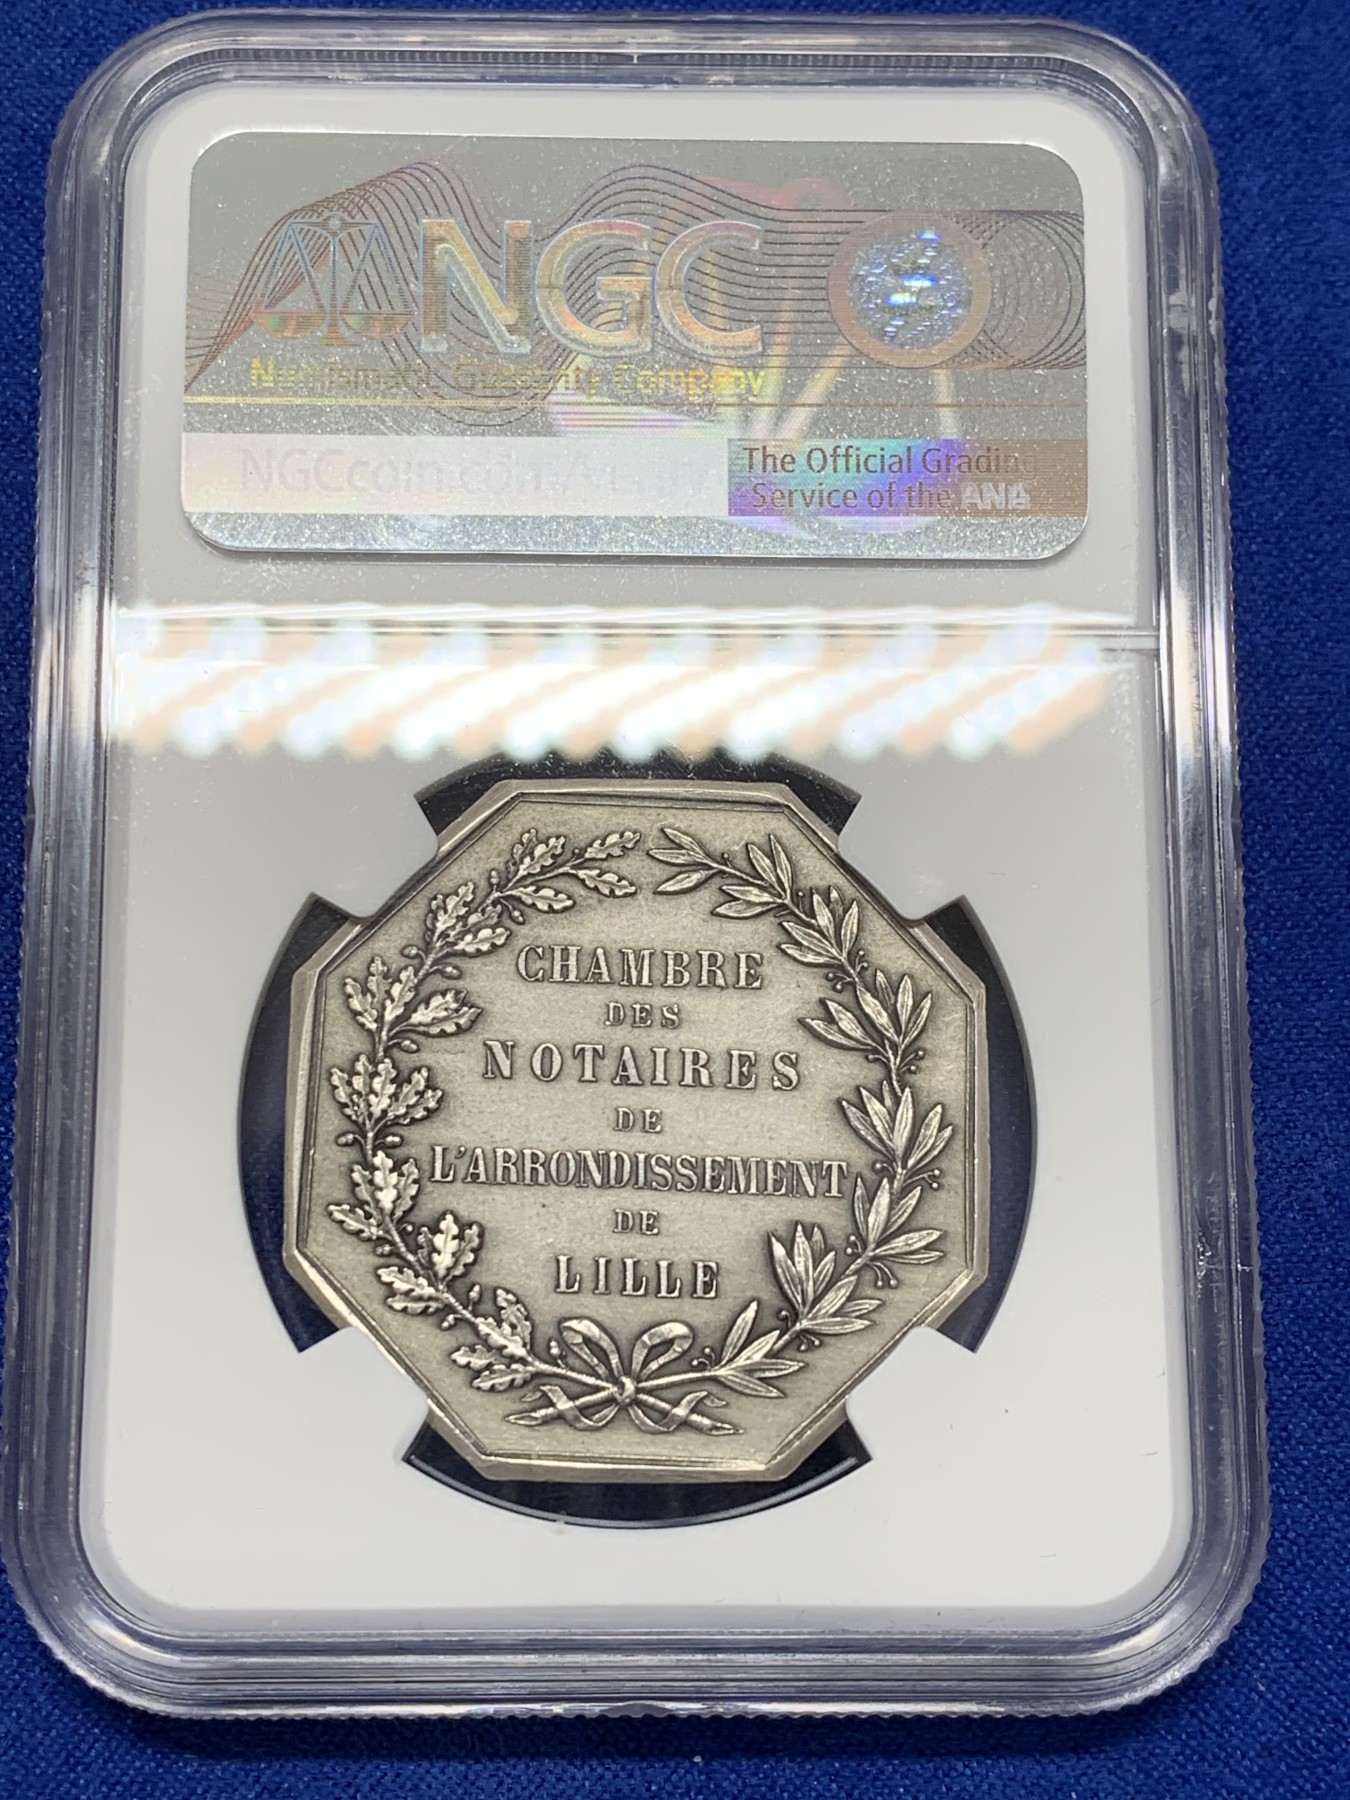 NGC
Numismatic Guaranty Company
The Official Grading
Service of the ANA
CHAMBRE
DES
NOTAIRES
DE
L'ARRONDISSEMENT
DE
LILLE